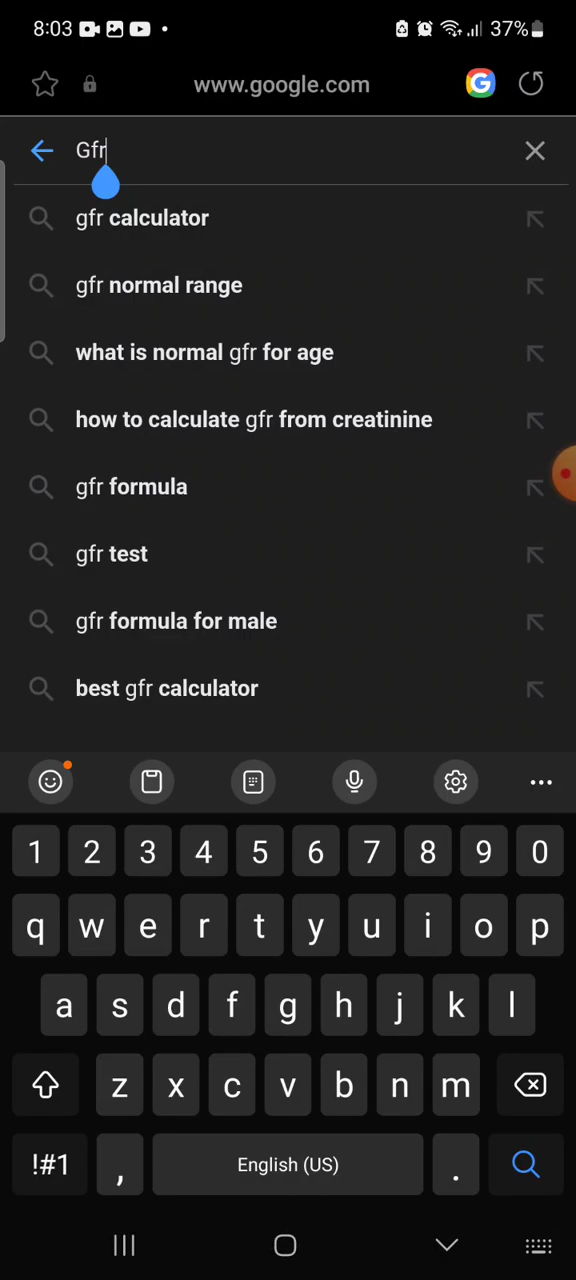 8:03 37%
www.google.com G
Gfr
gfr calculator
gfr normal range
what is normal gfr for age
how to calculate gfr from creatinine
gfr formula
gfr test
gfr formula for male
best gfr calculator
1 2 3 4 5 6 7 8 9 0
q w e r t y u i o p
a s d f g h j k l
z x c v b n m
!#1 , English (US) .